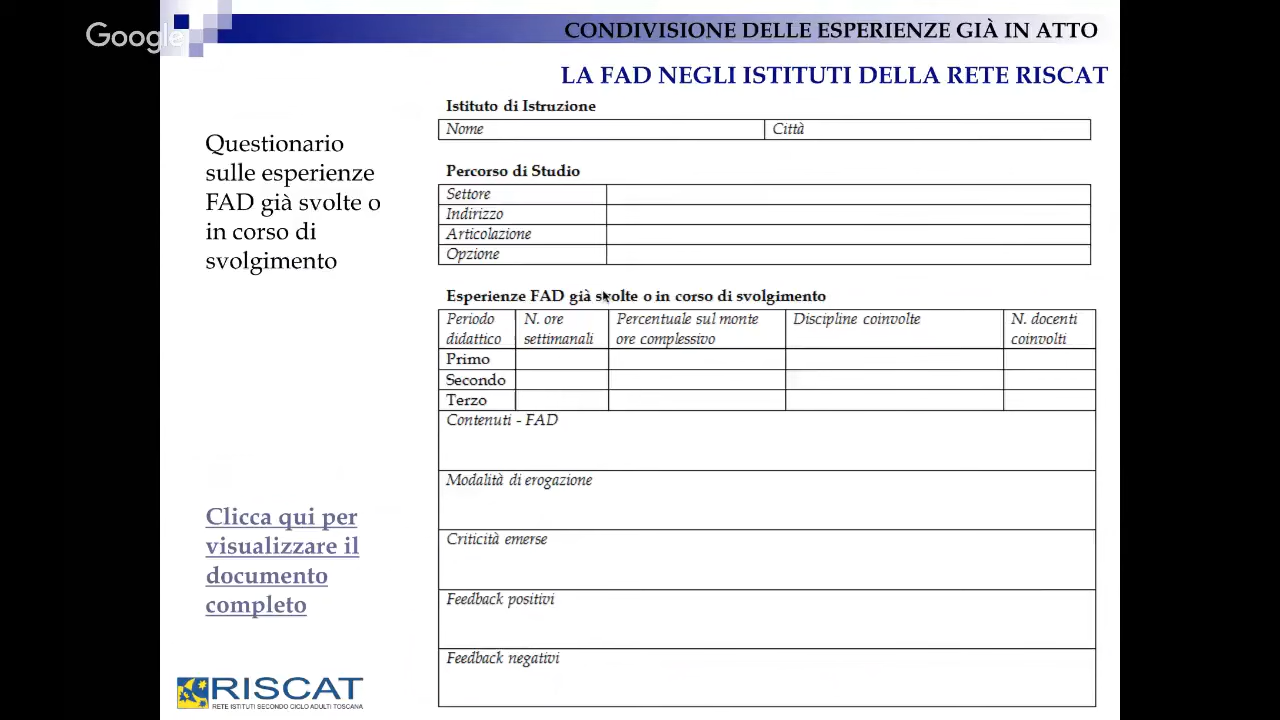 Google
CONDIVISIONE DELLE ESPERIENZE GIÀ IN ATTO
LA FAD NEGLI ISTITUTI DELLA RETE RISCAT
Questionario
sulle esperienze
FAD già svolte o
in corso di
svolgimento
Clicca qui per
visualizzare il
documento
completo
Istituto di Istruzione
Nome Città
Percorso di Studio
Settore
Indirizzo
Articolazione
Opzione
Esperienze FAD già svolte o in corso di svolgimento
Periodo didattico N. ore settimanali Percentuale sul monte ore complessivo Discipline coinvolte N. docenti coinvolti
Primo
Secondo
Terzo
Contenuti - FAD
Modalità di erogazione
Criticità emerse
Feedback positivi
Feedback negativi
RISCAT
RETE ISTITUTI SECONDO CICLO ADULTI TOSCANA